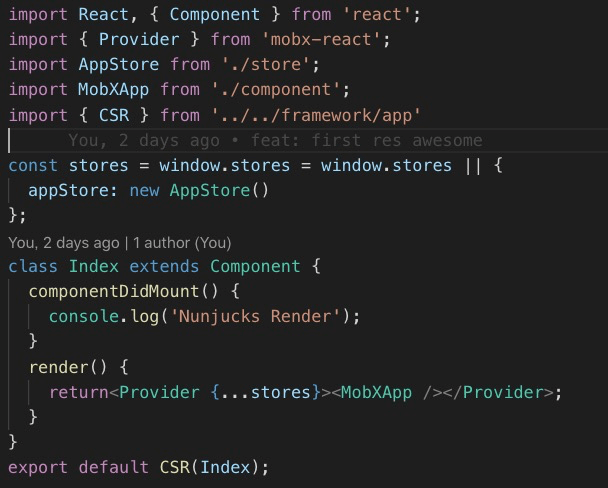 import React, { Component } from 'react';
import { Provider } from 'mobx-react';
import AppStore from './store';
import MobXApp from './component';
import { CSR } from '../../framework/app'
You, 2 days ago • feat: first res awesome
const stores = window.stores = window.stores || {
  appStore: new AppStore()
};
You, 2 days ago | 1 author (You)
class Index extends Component {
  componentDidMount() {
    console.log('Nunjucks Render');
  }
  render() {
    return<Provider {...stores}><MobXApp /></Provider>;
  }
}
export default CSR(Index);